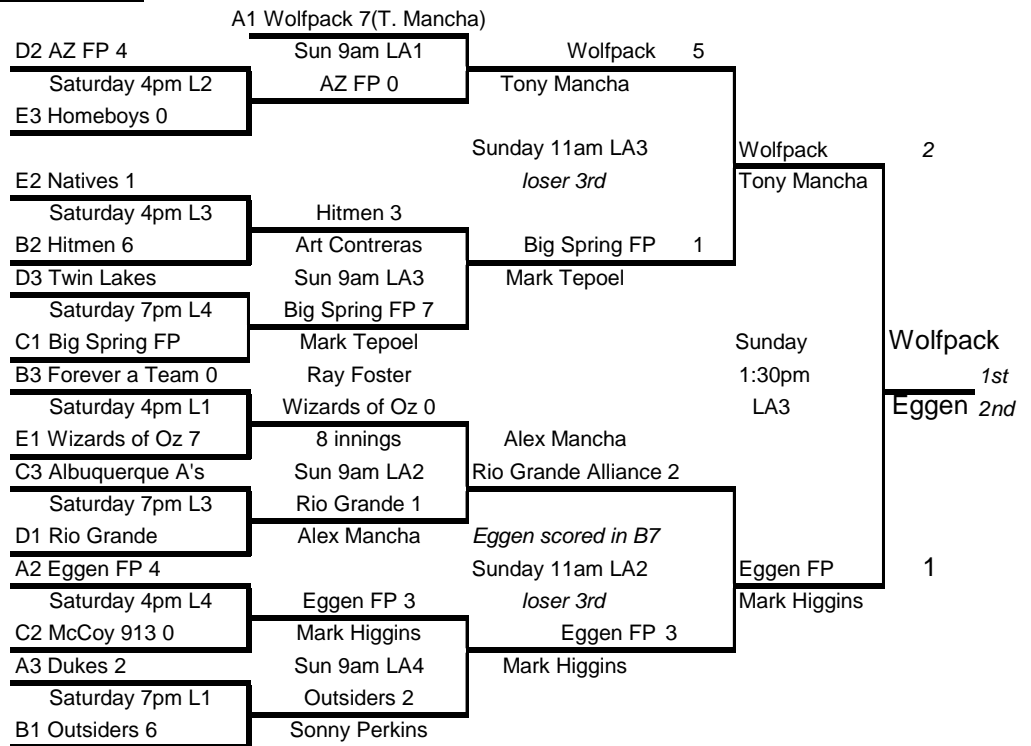 A1 Wolfpack 7(T. Mancha)
D2 AZ FP 4 Sun 9am LA1 Wolfpack 5
Saturday 4pm L2 AZ FP 0 Tony Mancha
E3 Homeboys 0
Sunday 11am LA3 Wolfpack 2
E2 Natives 1 loser 3rd Tony Mancha
Saturday 4pm L3 Hitmen 3
B2 Hitmen 6 Art Contreras Big Spring FP 1
D3 Twin Lakes Sun 9am LA3 Mark Tepoel
Saturday 7pm L4 Big Spring FP 7
C1 Big Spring FP Mark Tepoel Sunday Wolfpack
B3 Forever a Team 0 Ray Foster 1:30pm 1st
Saturday 4pm L1 Wizards of Oz 0 LA3 Eggen 2nd
E1 Wizards of Oz 7 8 innings Alex Mancha
C3 Albuquerque A's Sun 9am LA2 Rio Grande Alliance 2
Saturday 7pm L3 Rio Grande 1
D1 Rio Grande Alex Mancha Eggen scored in B7
A2 Eggen FP 4 Sunday 11am LA2 Eggen FP 1
Saturday 4pm L4 Eggen FP 3 loser 3rd Mark Higgins
C2 McCoy 913 0 Mark Higgins Eggen FP 3
A3 Dukes 2 Sun 9am LA4 Mark Higgins
Saturday 7pm L1 Outsiders 2
B1 Outsiders 6 Sonny Perkins